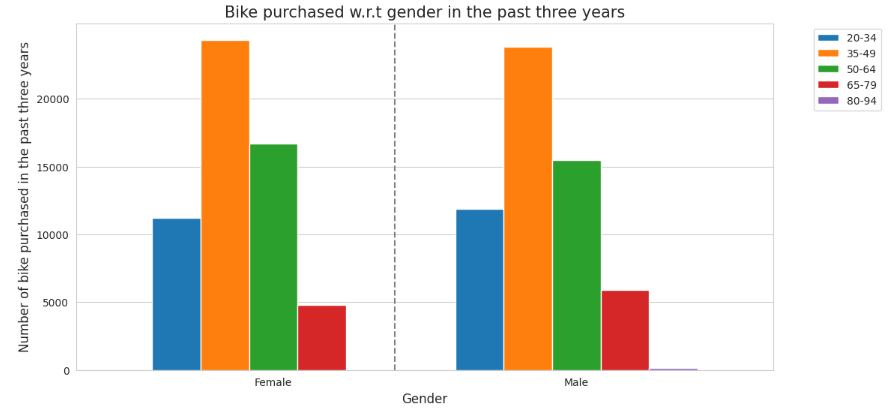 Bike purchased w.r.t gender in the past three years
Number of bike purchased in the past three years
20000
15000
10000
5000
0
Female
Male
Gender
20-34
35-49
50-64
65-79
80-94